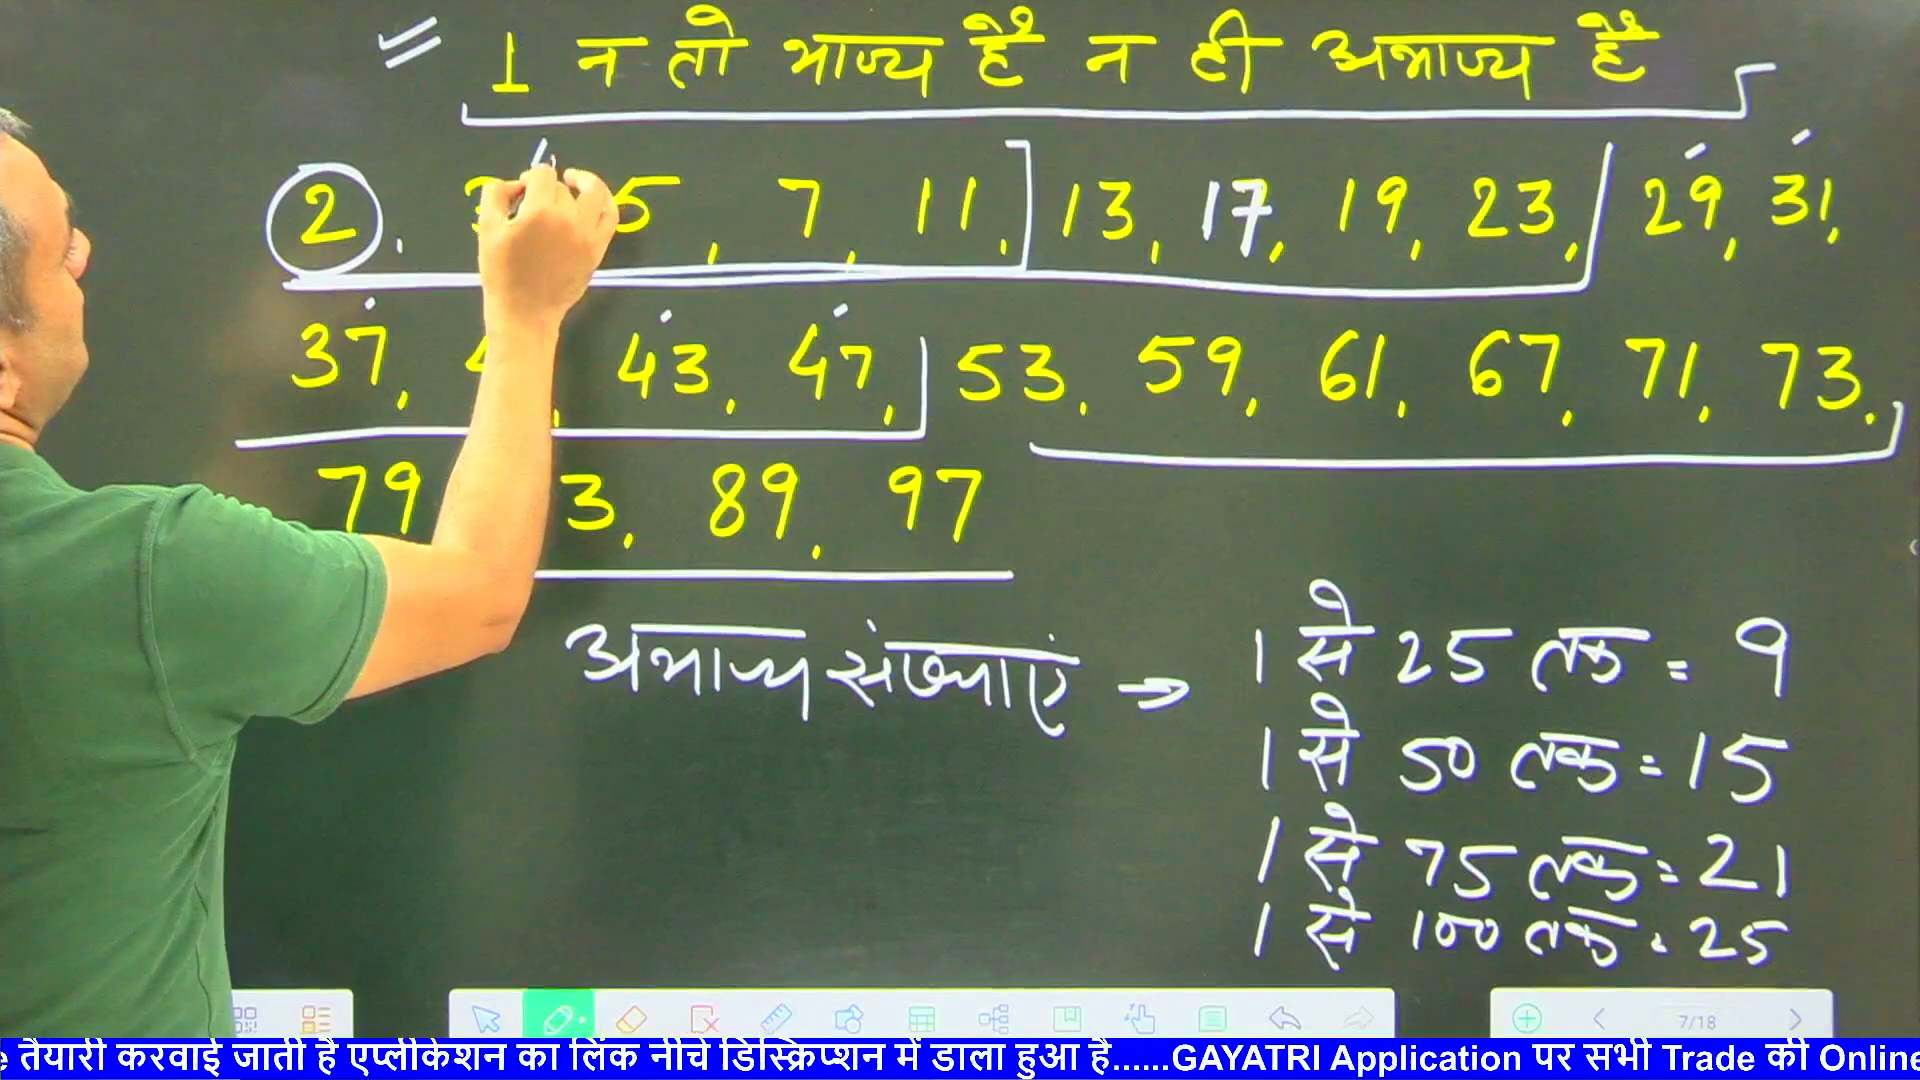 1 न तो भाज्य है न ही अभाज्य है
2, 3 5, 7, 11, 13, 17, 19, 23, 29, 31,
37, 4 , 43, 47, 53, 59, 61, 67, 71, 73,
79 3, 89, 97
अभाज्य संख्याएं → 1 से 25 तक = 9
1 से 50 तक = 15
1 से 75 तक = 21
1 से 100 तक = 25
7/18
e तैयारी करवाई जाती है एप्लीकेशन का लिंक नीचे डिस्क्रिप्शन में डाला हुआ है......GAYATRI Application पर सभी Trade की Online